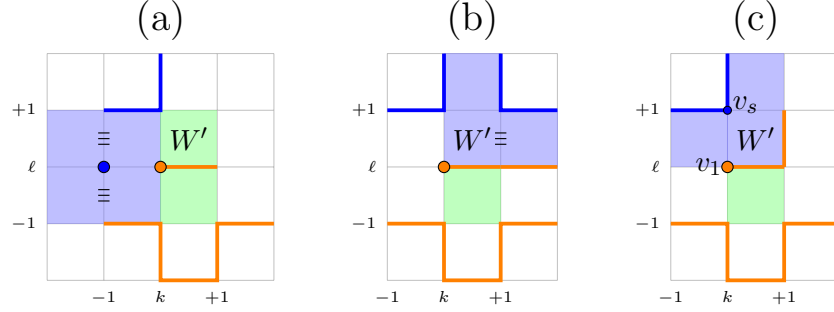 (a) (b) (c)
+1 +1 +1 v_s
W′ ≡ W′ ≡ W′
ℓ ℓ ℓ v_1
≡
−1 −1 −1
−1 k +1 −1 k +1 −1 k +1